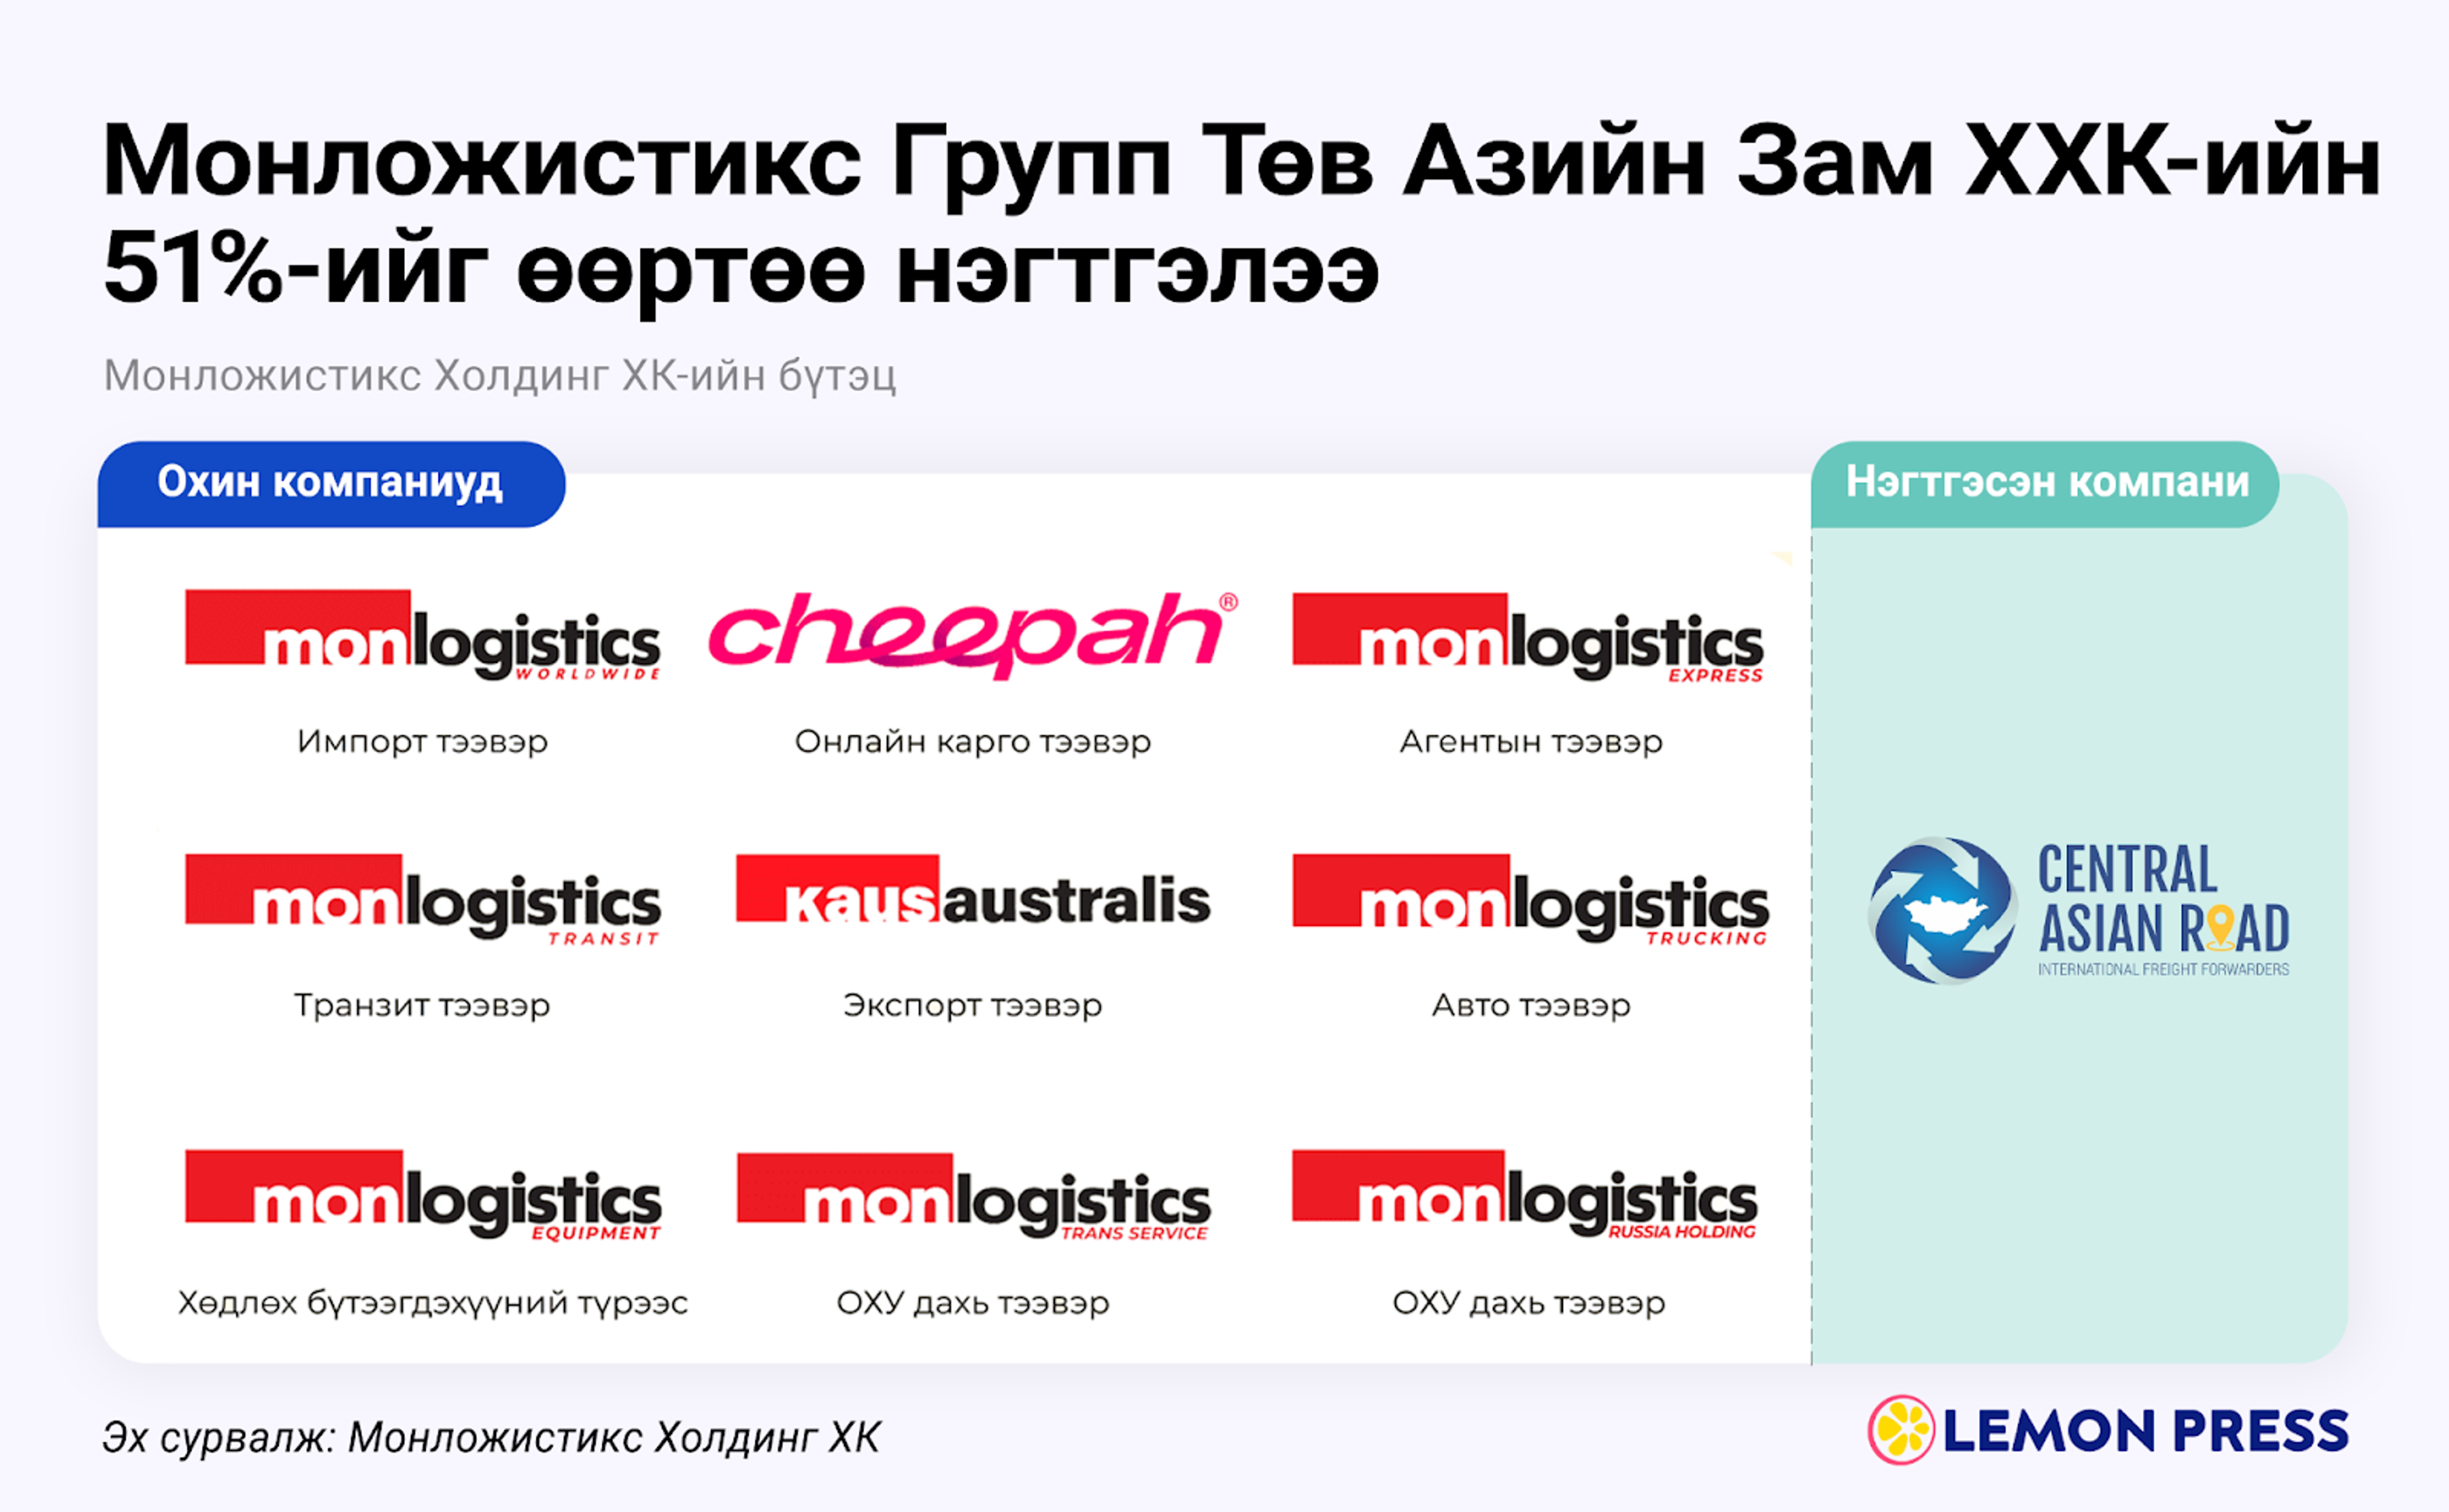 Монложистикс Групп Төв Азийн Зам ХХК-ийн
51%-ийг өөртөө нэгтгэлээ
Монложистикс Холдинг ХК-ийн бүтэц
Охин компаниуд
Нэгтгэсэн компани
monlogistics
WORLDWIDE
cheepah®
monlogistics
EXPRESS
Импорт тээвэр
Онлайн карго тээвэр
Агентын тээвэр
monlogistics
TRANSIT
kausaustralis
monlogistics
TRUCKING
CENTRAL
ASIAN ROAD
INTERNATIONAL FREIGHT FORWARDERS
Транзит тээвэр
Экспорт тээвэр
Авто тээвэр
monlogistics
EQUIPMENT
monlogistics
TRANS SERVICE
monlogistics
RUSSIA HOLDING
Хөдлөх бүтээгдэхүүний түрээс
ОХУ дахь тээвэр
ОХУ дахь тээвэр
Эх сурвалж: Монложистикс Холдинг ХК
LEMON PRESS